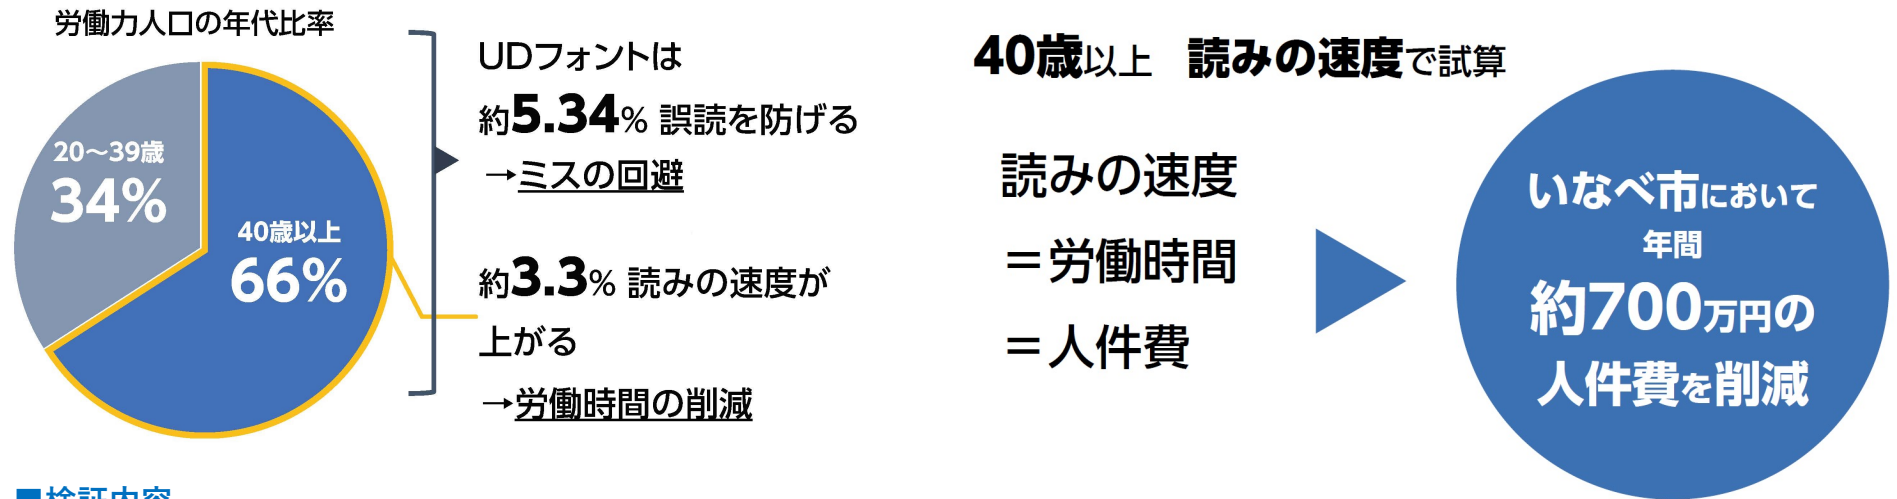 労働力人口の年代比率
20～39歳
34%
40歳以上
66%
UDフォントは
約5.34% 誤読を防げる
→ミスの回避
約3.3% 読みの速度が
上がる
→労働時間の削減
40歳以上 読みの速度で試算
読みの速度
＝労働時間
＝人件費
いなべ市において
年間
約700万円の
人件費を削減
■検証内容